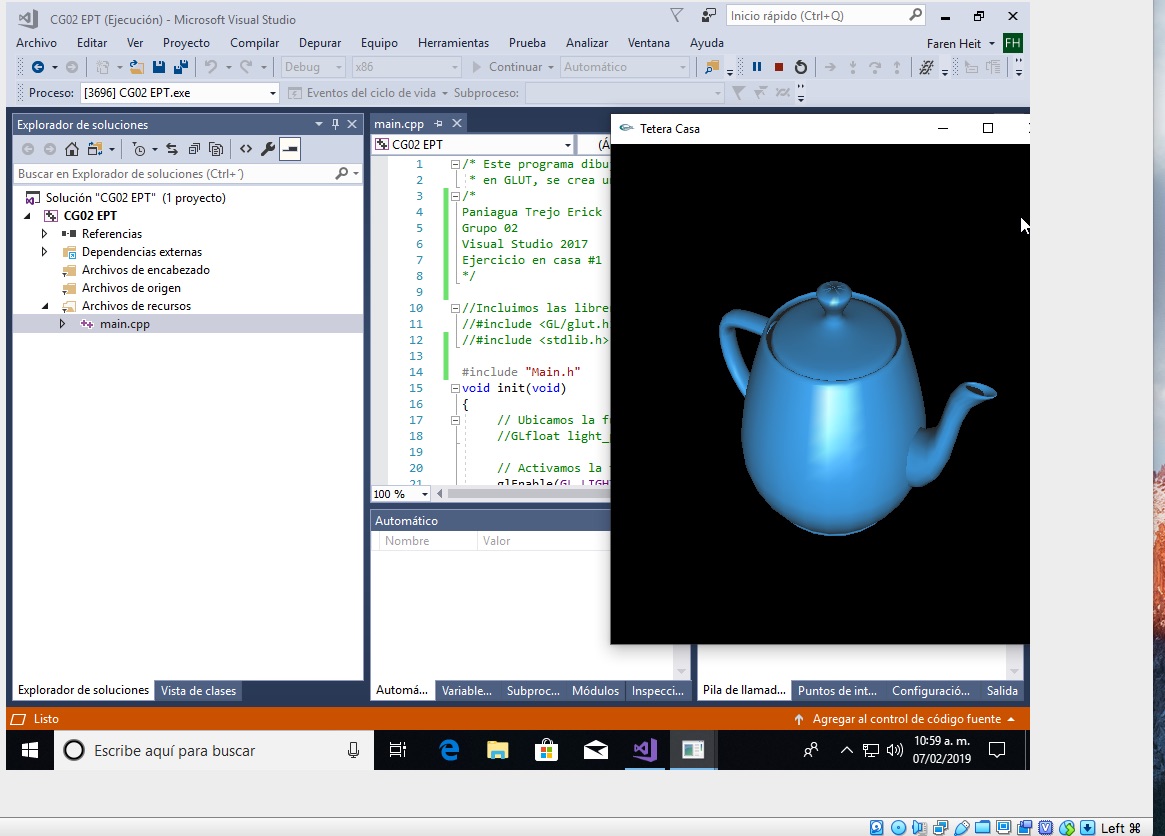 CG02 EPT (Ejecución) - Microsoft Visual Studio
Inicio rápido (Ctrl+Q)
Archivo Editar Ver Proyecto Compilar Depurar Equipo Herramientas Prueba Analizar Ventana Ayuda
Faren Heit FH
Debug x86 Continuar Automático
Proceso: [3696] CG02 EPT.exe Eventos del ciclo de vida Subproceso:
Explorador de soluciones
Buscar en Explorador de soluciones (Ctrl+´)
Solución "CG02 EPT" (1 proyecto)
CG02 EPT
Referencias
Dependencias externas
Archivos de encabezado
Archivos de origen
Archivos de recursos
main.cpp
Explorador de soluciones Vista de clases
main.cpp
CG02 EPT (Á
1 /* Este programa dibu
2 * en GLUT, se crea u
3 /*
4 Paniagua Trejo Erick
5 Grupo 02
6 Visual Studio 2017
7 Ejercicio en casa #1
8 */
9
10 //Incluimos las libre
11 //#include <GL/glut.h
12 //#include <stdlib.h>
13
14 #include "Main.h"
15 void init(void)
16 {
17 // Ubicamos la f
18 //GLfloat light_
19
20 // Activamos la
21 glEnable(GL_LIGH
100 %
Tetera Casa
Automático
Nombre Valor
Automá... Variable... Subproc... Módulos Inspecci...
Pila de llamad... Puntos de int... Configuració... Salida
Listo
Agregar al control de código fuente
Escribe aquí para buscar
10:59 a. m.
07/02/2019
Left ⌘